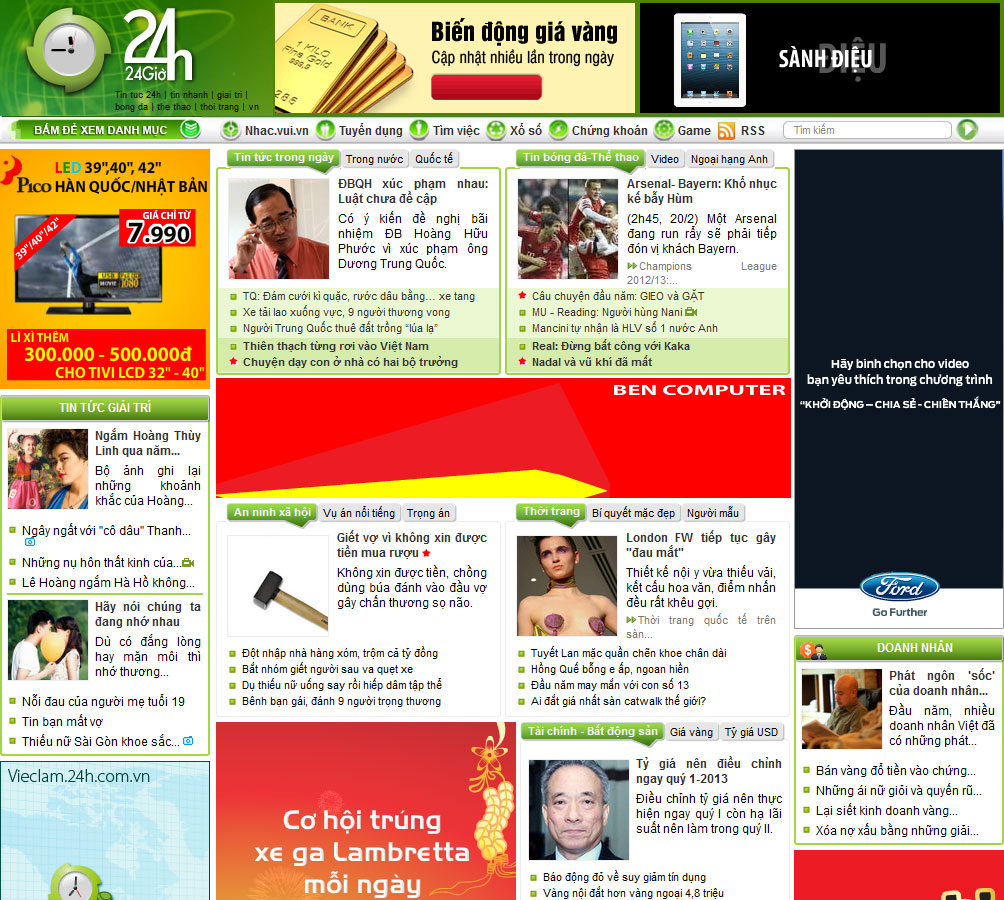 24h
24Giờ
Tin tuc 24h | tin nhanh | giai tri |
bong da | the thao | thoi trang | vn
BANK
1 KILO
Fine Gold
999.9
286
Biến động giá vàng
Cập nhật nhiều lần trong ngày
SÀNH ĐIỆU
BẤM ĐỂ XEM DANH MỤC
Nhac.vui.vn
Tuyển dụng
Tìm việc
Xổ số
Chứng khoán
Game
RSS
Tìm kiếm
LED 39",40", 42"
PICO HÀN QUỐC/NHẬT BẢN
GIÁ CHỈ TỪ
7.990
39"/40"/42"
USB
MOVIE 1080
LÌ XÌ THÊM
300.000 - 500.000đ
CHO TIVI LCD 32" - 40"
TIN TỨC GIẢI TRÍ
Ngắm Hoàng Thùy
Linh qua năm...
Bộ ảnh ghi lại
những khoảnh
khắc của Hoàng...
Ngây ngất với "cô dâu" Thanh...
Những nụ hôn thất kinh của...
Lê Hoàng ngắm Hà Hồ không...
Hãy nói chúng ta
đang nhớ nhau
Dù có đắng lòng
hay mặn môi thì
nhớ thương...
Nỗi đau của người mẹ tuổi 19
Tin bạn mất vợ
Thiếu nữ Sài Gòn khoe sắc...
Vieclam.24h.com.vn
Tin tức trong ngày
Trong nước
Quốc tế
ĐBQH xúc phạm nhau:
Luật chưa đề cập
Có ý kiến đề nghị bãi
nhiệm ĐB Hoàng Hữu
Phước vì xúc phạm ông
Dương Trung Quốc.
TQ: Đám cưới kì quặc, rước dâu bằng... xe tang
Xe tải lao xuống vực, 9 người thương vong
Người Trung Quốc thuê đất trồng "lúa lạ"
Thiên thạch từng rơi vào Việt Nam
Chuyện dạy con ở nhà có hai bộ trưởng
Tin bóng đá-Thể thao
Video
Ngoại hạng Anh
Arsenal- Bayern: Khổ nhục
kế bẫy Hùm
(2h45, 20/2) Một Arsenal
đang run rẩy sẽ phải tiếp
đón vị khách Bayern.
Champions League
2012/13:...
Câu chuyện đầu năm: GIEO và GẶT
MU - Reading: Người hùng Nani
Mancini tự nhận là HLV số 1 nước Anh
Real: Đừng bất công với Kaka
Nadal và vũ khí đã mất
BEN COMPUTER
An ninh xã hội
Vụ án nổi tiếng
Trọng án
Giết vợ vì không xin được
tiền mua rượu
Không xin được tiền, chồng
dùng búa đánh vào đầu vợ
gây chấn thương sọ não.
Đột nhập nhà hàng xóm, trộm cả tỷ đồng
Bắt nhóm giết người sau va quẹt xe
Dụ thiếu nữ uống say rồi hiếp dâm tập thể
Bênh bạn gái, đánh 9 người trọng thương
Thời trang
Bí quyết mặc đẹp
Người mẫu
London FW tiếp tục gây
"đau mắt"
Thiết kế nội y vừa thiếu vải,
kết cấu hoa văn, điểm nhấn
đều rất khêu gợi.
Thời trang quốc tế trên
sàn...
Tuyết Lan mặc quần chẽn khoe chân dài
Hồng Quế bỗng e ấp, ngoan hiền
Đầu năm may mắn với con số 13
Ai đắt giá nhất sàn catwalk thế giới?
Cơ hội trúng
xe ga Lambretta
mỗi ngày
Tài chính - Bất động sản
Giá vàng
Tỷ giá USD
Tỷ giá nên điều chỉnh
ngay quý 1-2013
Điều chỉnh tỷ giá nên thực
hiện ngay quý I còn hạ lãi
suất nên làm trong quý II.
Báo động đỏ về suy giảm tín dụng
Vàng nội đắt hơn vàng ngoại 4,8 triệu
Hãy bình chọn cho video
bạn yêu thích trong chương trình
"KHỞI ĐỘNG – CHIA SẺ - CHIẾN THẮNG"
Ford
Go Further
DOANH NHÂN
Phát ngôn 'sốc'
của doanh nhân...
Đầu năm, nhiều
doanh nhân Việt đã
có những phát...
Bán vàng đổ tiền vào chứng...
Những ái nữ giỏi và quyến rũ...
Lại siết kinh doanh vàng...
Xóa nợ xấu bằng những giải...